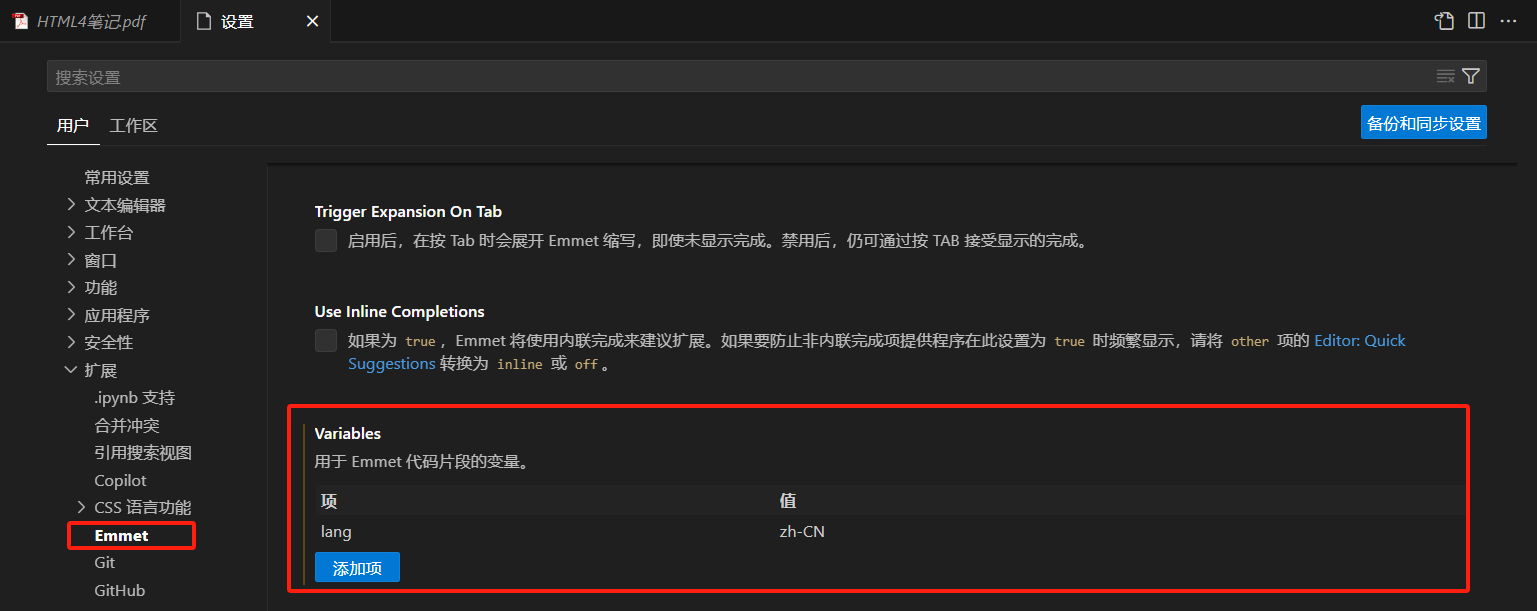 HTML4笔记.pdf
设置
搜索设置
用户 工作区
备份和同步设置
常用设置
文本编辑器
工作台
窗口
功能
应用程序
安全性
扩展
.ipynb 支持
合并冲突
引用搜索视图
Copilot
CSS 语言功能
Emmet
Git
GitHub
Trigger Expansion On Tab
启用后，在按 Tab 时会展开 Emmet 缩写，即使未显示完成。禁用后，仍可通过按 TAB 接受显示的完成。
Use Inline Completions
如果为 true，Emmet 将使用内联完成来建议扩展。如果要防止非内联完成项提供程序在此设置为 true 时频繁显示，请将 other 项的 Editor: Quick
Suggestions 转换为 inline 或 off。
Variables
用于 Emmet 代码片段的变量。
项 值
lang zh-CN
添加项